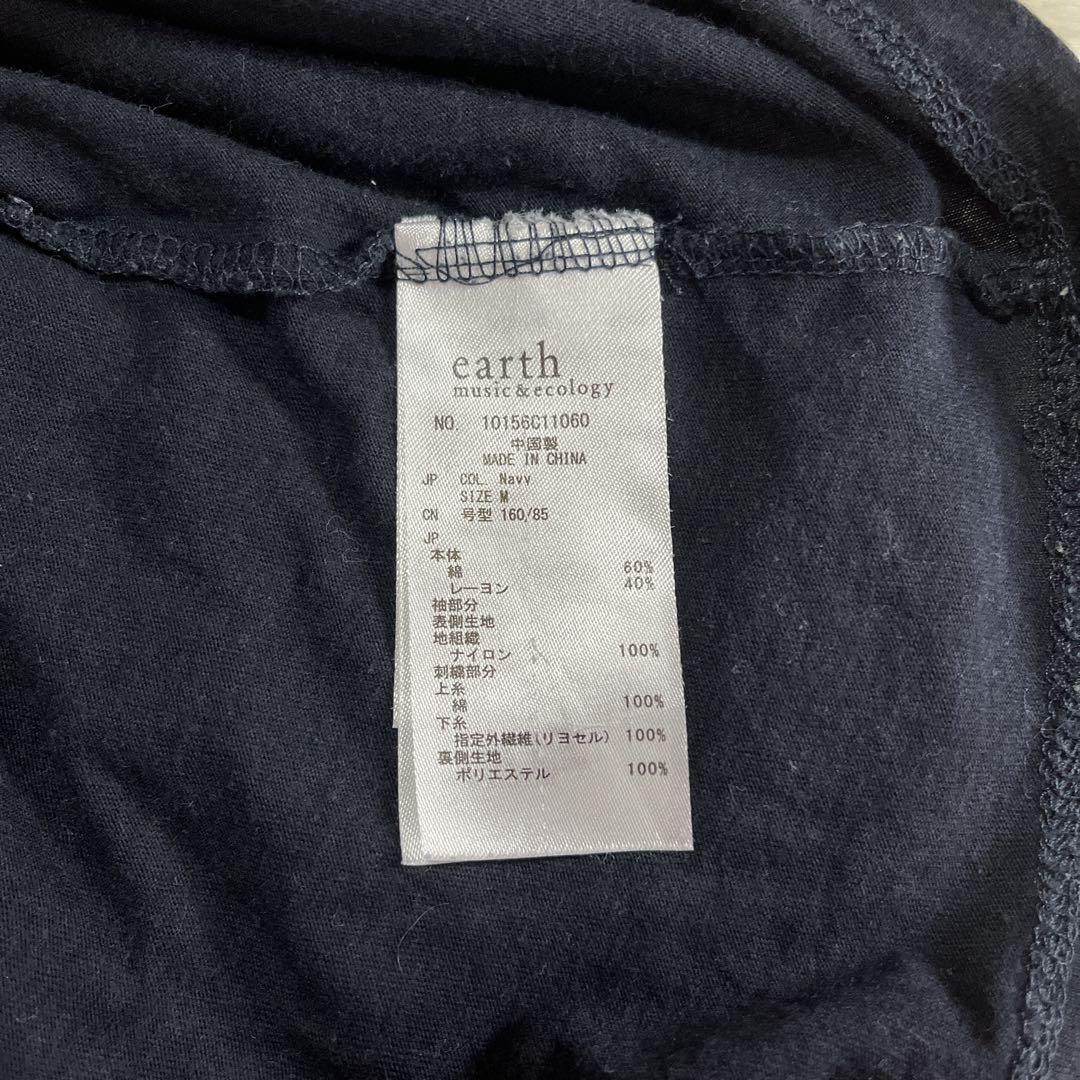 earth
music & ecology
NO. 10156C11060
中国製
MADE IN CHINA
JP COL. Navy
SIZE M
CN 号型 160/85
JP
本体
綿 60%
レーヨン 40%
袖部分
表側生地
地組織
ナイロン 100%
刺繍部分
上糸
綿 100%
下糸
指定外繊維(リヨセル) 100%
裏側生地
ポリエステル 100%